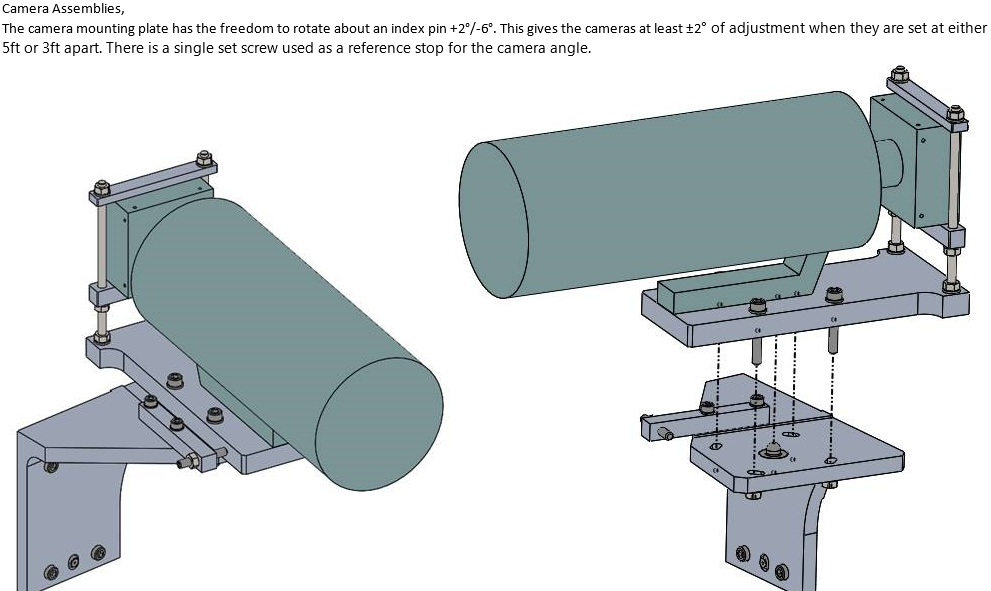 Camera Assemblies,
The camera mounting plate has the freedom to rotate about an index pin +2°/-6°. This gives the cameras at least ±2° of adjustment when they are set at either
5ft or 3ft apart. There is a single set screw used as a reference stop for the camera angle.